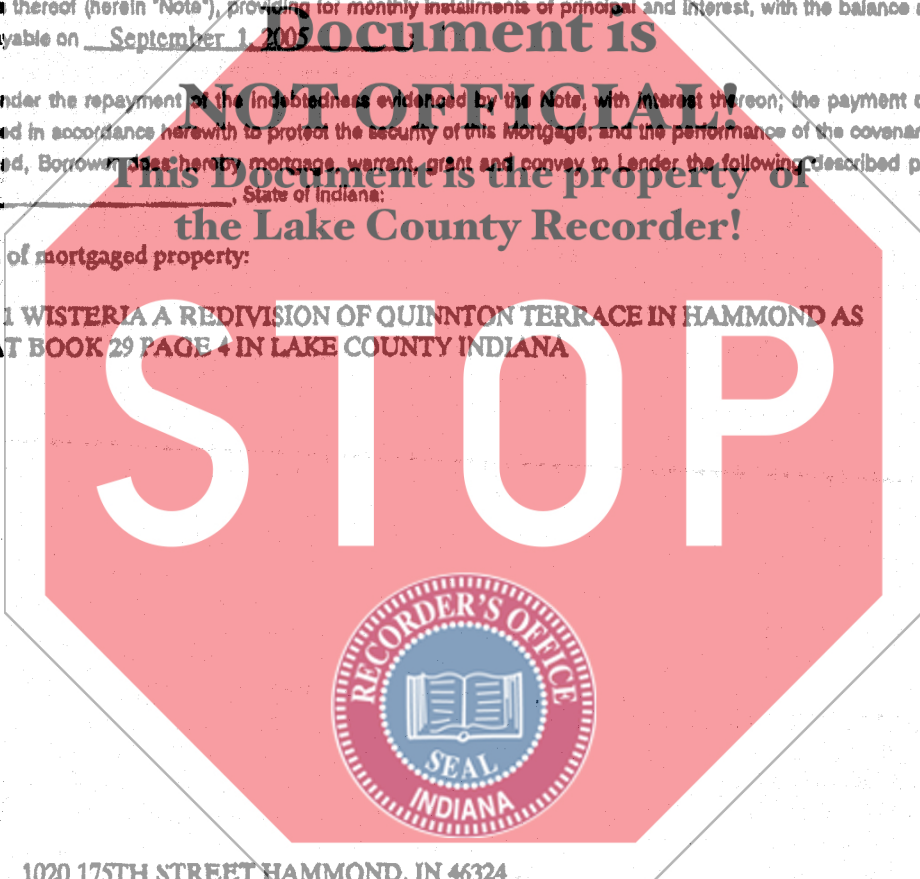 thereof (herein "Note"), providing for monthly installments of principal and interest, with the balance
yable on September 1, 2005
Document is
NOT OFFICIAL!
nder the repayment of the indebtedness evidenced by the Note, with interest thereon; the payment
ed in accordance herewith to protect the security of this Mortgage; and the performance of the covenan
ed, Borrower does hereby mortgage, warrant, grant and convey to Lender the following described p
This Document is the property of
, State of Indiana:
the Lake County Recorder!
of mortgaged property:
1 WISTERIA A REDIVISION OF QUINNTON TERRACE IN HAMMOND AS
T BOOK 29 PAGE 4 IN LAKE COUNTY INDIANA
STOP
RECORDER'S OFFICE
SEAL
INDIANA
1020 175TH STREET HAMMOND, IN 46324